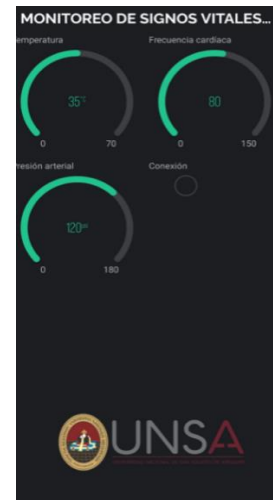 MONITOREO DE SIGNOS VITALES...
emperatura
Frecuencia cardíaca
35°C
80
0
70
0
150
resión arterial
Conexión
120
0
180
UNSA